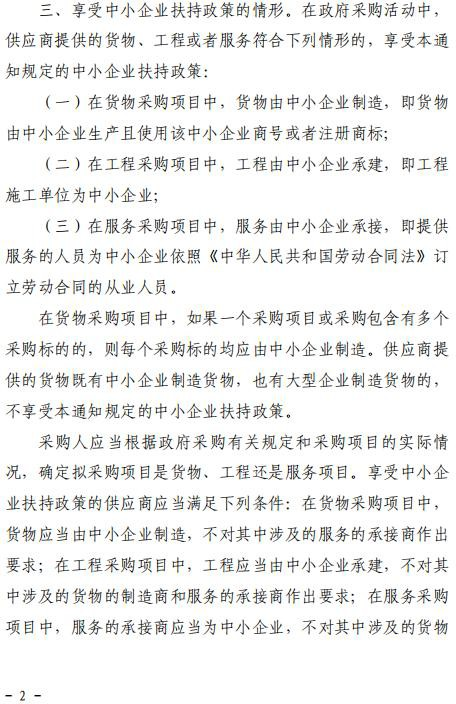 三、享受中小企业扶持政策的情形。在政府采购活动中，
供应商提供的货物、工程或者服务符合下列情形的，享受本通
知规定的中小企业扶持政策：
（一）在货物采购项目中，货物由中小企业制造，即货物
由中小企业生产且使用该中小企业商号或者注册商标；
（二）在工程采购项目中，工程由中小企业承建，即工程
施工单位为中小企业；
（三）在服务采购项目中，服务由中小企业承接，即提供
服务的人员为中小企业依照《中华人民共和国劳动合同法》订
立劳动合同的从业人员。
在货物采购项目中，如果一个采购项目或采购包含有多个
采购标的的，则每个采购标的均应由中小企业制造。供应商提
供的货物既有中小企业制造货物，也有大型企业制造货物的，
不享受本通知规定的中小企业扶持政策。
采购人应当根据政府采购有关规定和采购项目的实际情
况，确定拟采购项目是货物、工程还是服务项目。享受中小企
业扶持政策的供应商应当满足下列条件：在货物采购项目中，
货物应当由中小企业制造，不对其中涉及的服务的承接商作出
要求；在工程采购项目中，工程应当由中小企业承建，不对其
中涉及的货物的制造商和服务的承接商作出要求；在服务采购
项目中，服务的承接商应当为中小企业，不对其中涉及的货物
- 2 -